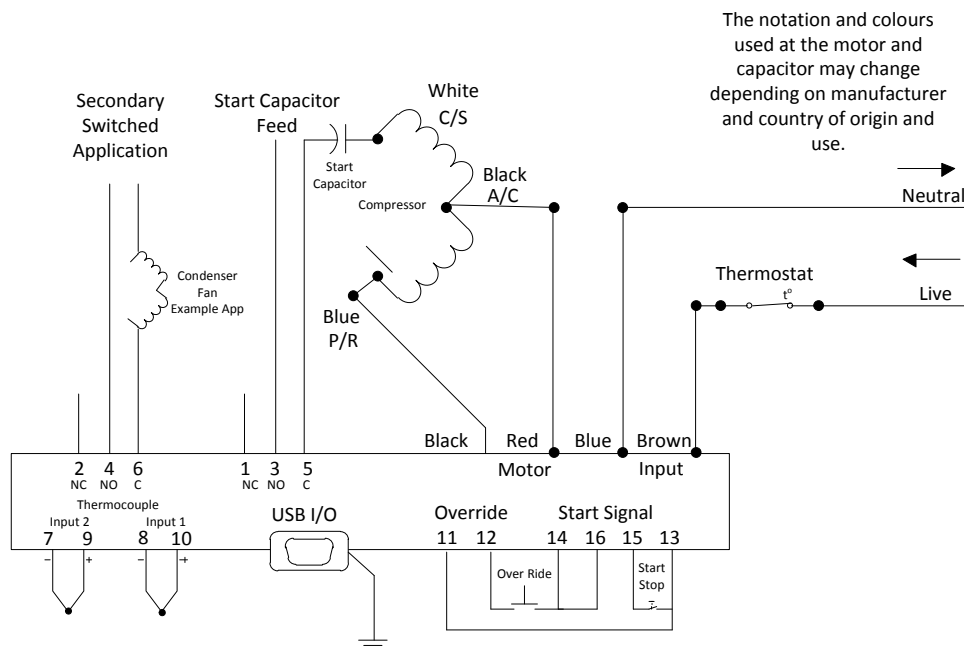 The notation and colours
used at the motor and
capacitor may change
depending on manufacturer
and country of origin and
use.
Secondary
Switched
Application
Start Capacitor
Feed
White
C/S
Start
Capacitor
Black
A/C
Compressor
Neutral
Condenser
Fan
Example App
Thermostat
t°
Live
Blue
P/R
Black
Red
Blue
Brown
Motor
Input
2
NC
4
NO
6
C
1
NC
3
NO
5
C
Thermocouple
Input 2
Input 1
7
9
8
10
- + - +
USB I/O
Override
Start Signal
11
12
14
16
15
13
Over Ride
Start
Stop